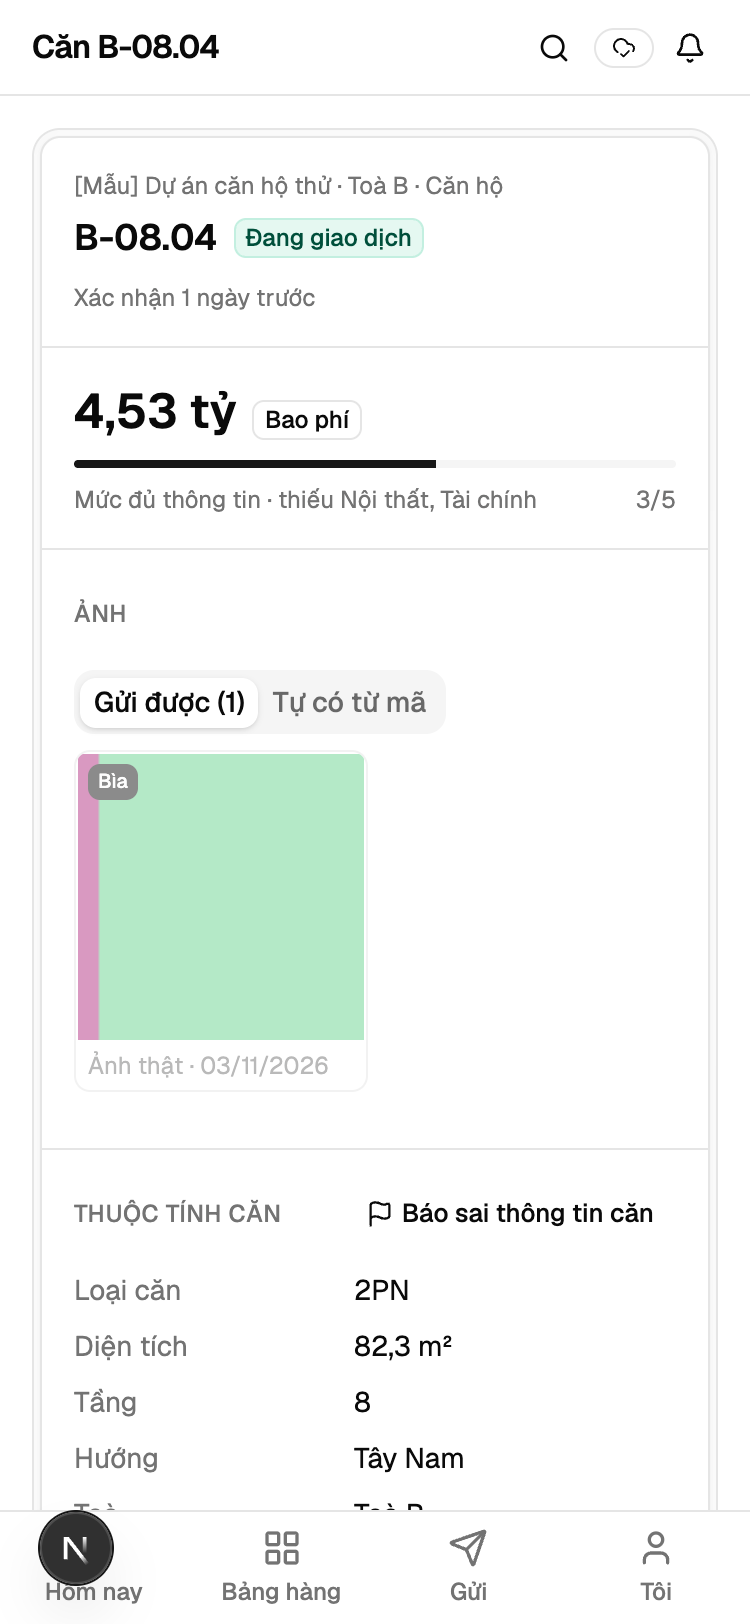 Căn B-08.04
[Mẫu] Dự án căn hộ thử · Toà B · Căn hộ
B-08.04 Đang giao dịch
Xác nhận 1 ngày trước
4,53 tỷ Bao phí
Mức đủ thông tin · thiếu Nội thất, Tài chính 3/5
ẢNH
Gửi được (1) Tự có từ mã
Bìa
Ảnh thật · 03/11/2026
THUỘC TÍNH CĂN Báo sai thông tin căn
Loại căn 2PN
Diện tích 82,3 m²
Tầng 8
Hướng Tây Nam
Toà Toà B
N
Hôm nay Bảng hàng Gửi Tôi